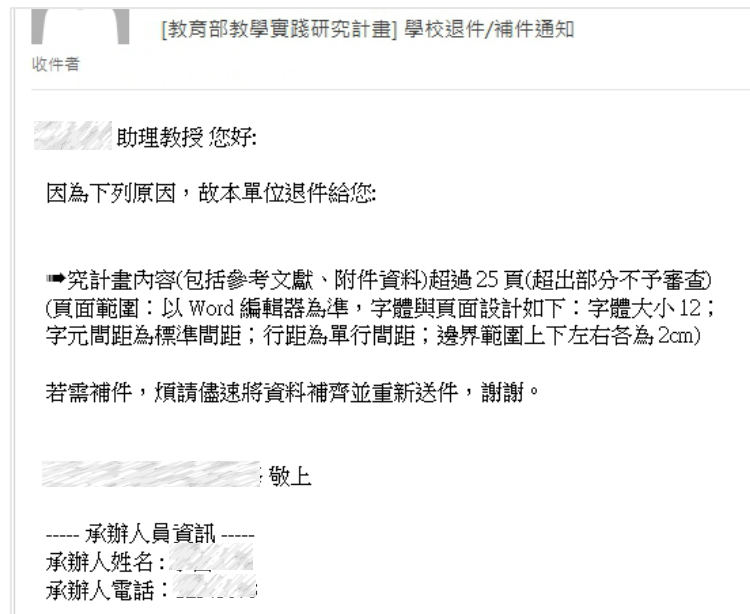 [教育部教學實踐研究計畫] 學校退件/補件通知
收件者
助理教授 您好:
因為下列原因，故本單位退件給您:
➠究計畫內容(包括參考文獻、附件資料)超過 25 頁(超出部分不予審查)
(頁面範圍：以 Word 編輯器為準，字體與頁面設計如下：字體大小 12；
字元間距為標準間距；行距為單行間距；邊界範圍上下左右各為 2cm)
若需補件，煩請儘速將資料補齊並重新送件，謝謝。
敬上
----- 承辦人員資訊 -----
承辦人姓名 :
承辦人電話：